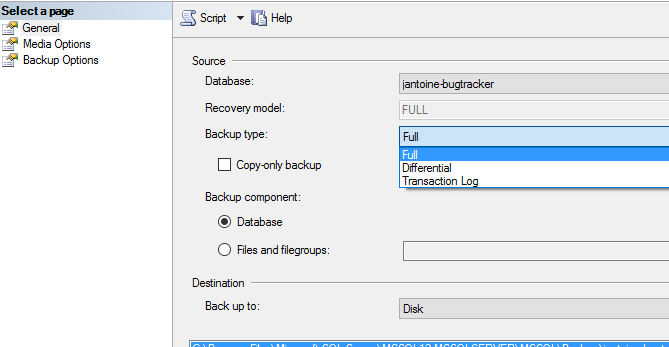 Select a page
General
Media Options
Backup Options
Script Help
Source
Database: jantoine-bugtracker
Recovery model: FULL
Backup type: Full
Full
Differential
Transaction Log
Copy-only backup
Backup component:
Database
Files and filegroups:
Destination
Back up to: Disk